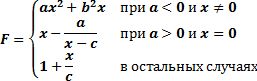 F = { ax² + b²x при a < 0 и x ≠ 0
x − a/(x − c) при a > 0 и x = 0
1 + x/c в остальных случаях